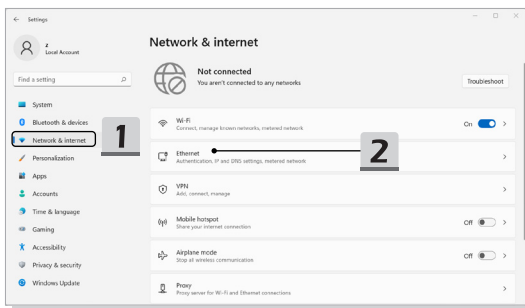 Settings
z
Local Account
Find a setting
System
Bluetooth & devices
Network & internet
Personalization
Apps
Accounts
Time & language
Gaming
Accessibility
Privacy & security
Windows Update
1
Network & internet
Not connected
You aren't connected to any networks
Troubleshoot
Wi-Fi
Connect, manage known networks, metered network
On
Ethernet
Authentication, IP and DNS settings, metered network
2
VPN
Add, connect, manage
Mobile hotspot
Share your internet connection
Off
Airplane mode
Stop all wireless communication
Off
Proxy
Proxy server for Wi-Fi and Ethernet connections